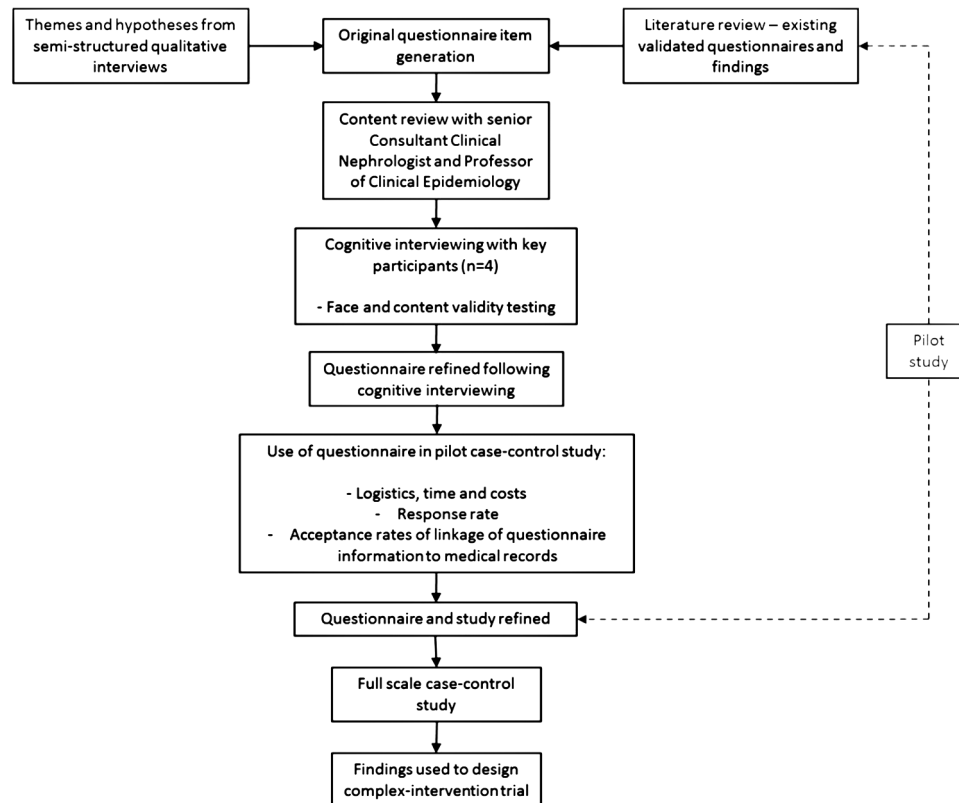 Themes and hypotheses from
semi-structured qualitative
interviews
Original questionnaire item
generation
Literature review – existing
validated questionnaires and
findings
Content review with senior
Consultant Clinical
Nephrologist and Professor
of Clinical Epidemiology
Cognitive interviewing with key
participants (n=4)
- Face and content validity testing
Pilot
study
Questionnaire refined following
cognitive interviewing
Use of questionnaire in pilot case-control study:
- Logistics, time and costs
- Response rate
- Acceptance rates of linkage of questionnaire
information to medical records
Questionnaire and study refined
Full scale case-control
study
Findings used to design
complex-intervention trial